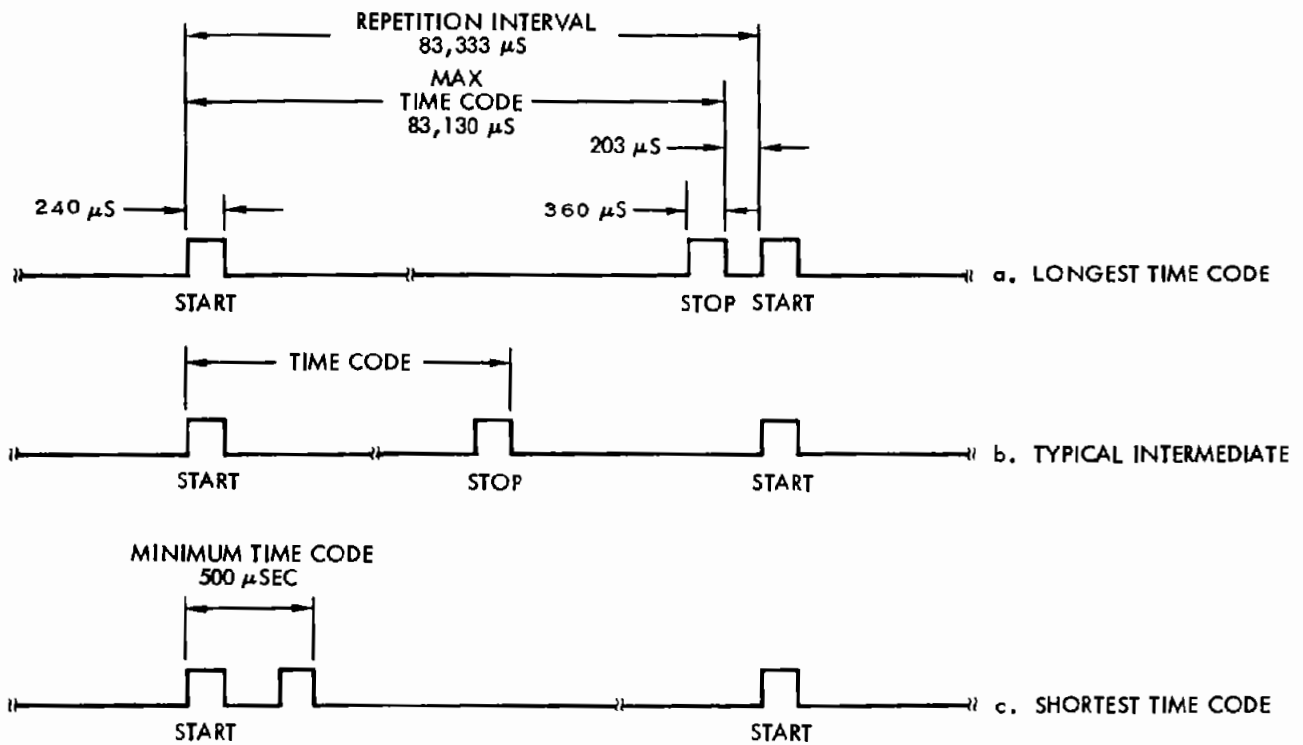 REPETITION INTERVAL
83,333 μS
MAX
TIME CODE
83,130 μS
203 μS
240 μS
360 μS
START
STOP
START
a. LONGEST TIME CODE
TIME CODE
START
STOP
START
b. TYPICAL INTERMEDIATE
MINIMUM TIME CODE
500 μSEC
START
START
c. SHORTEST TIME CODE